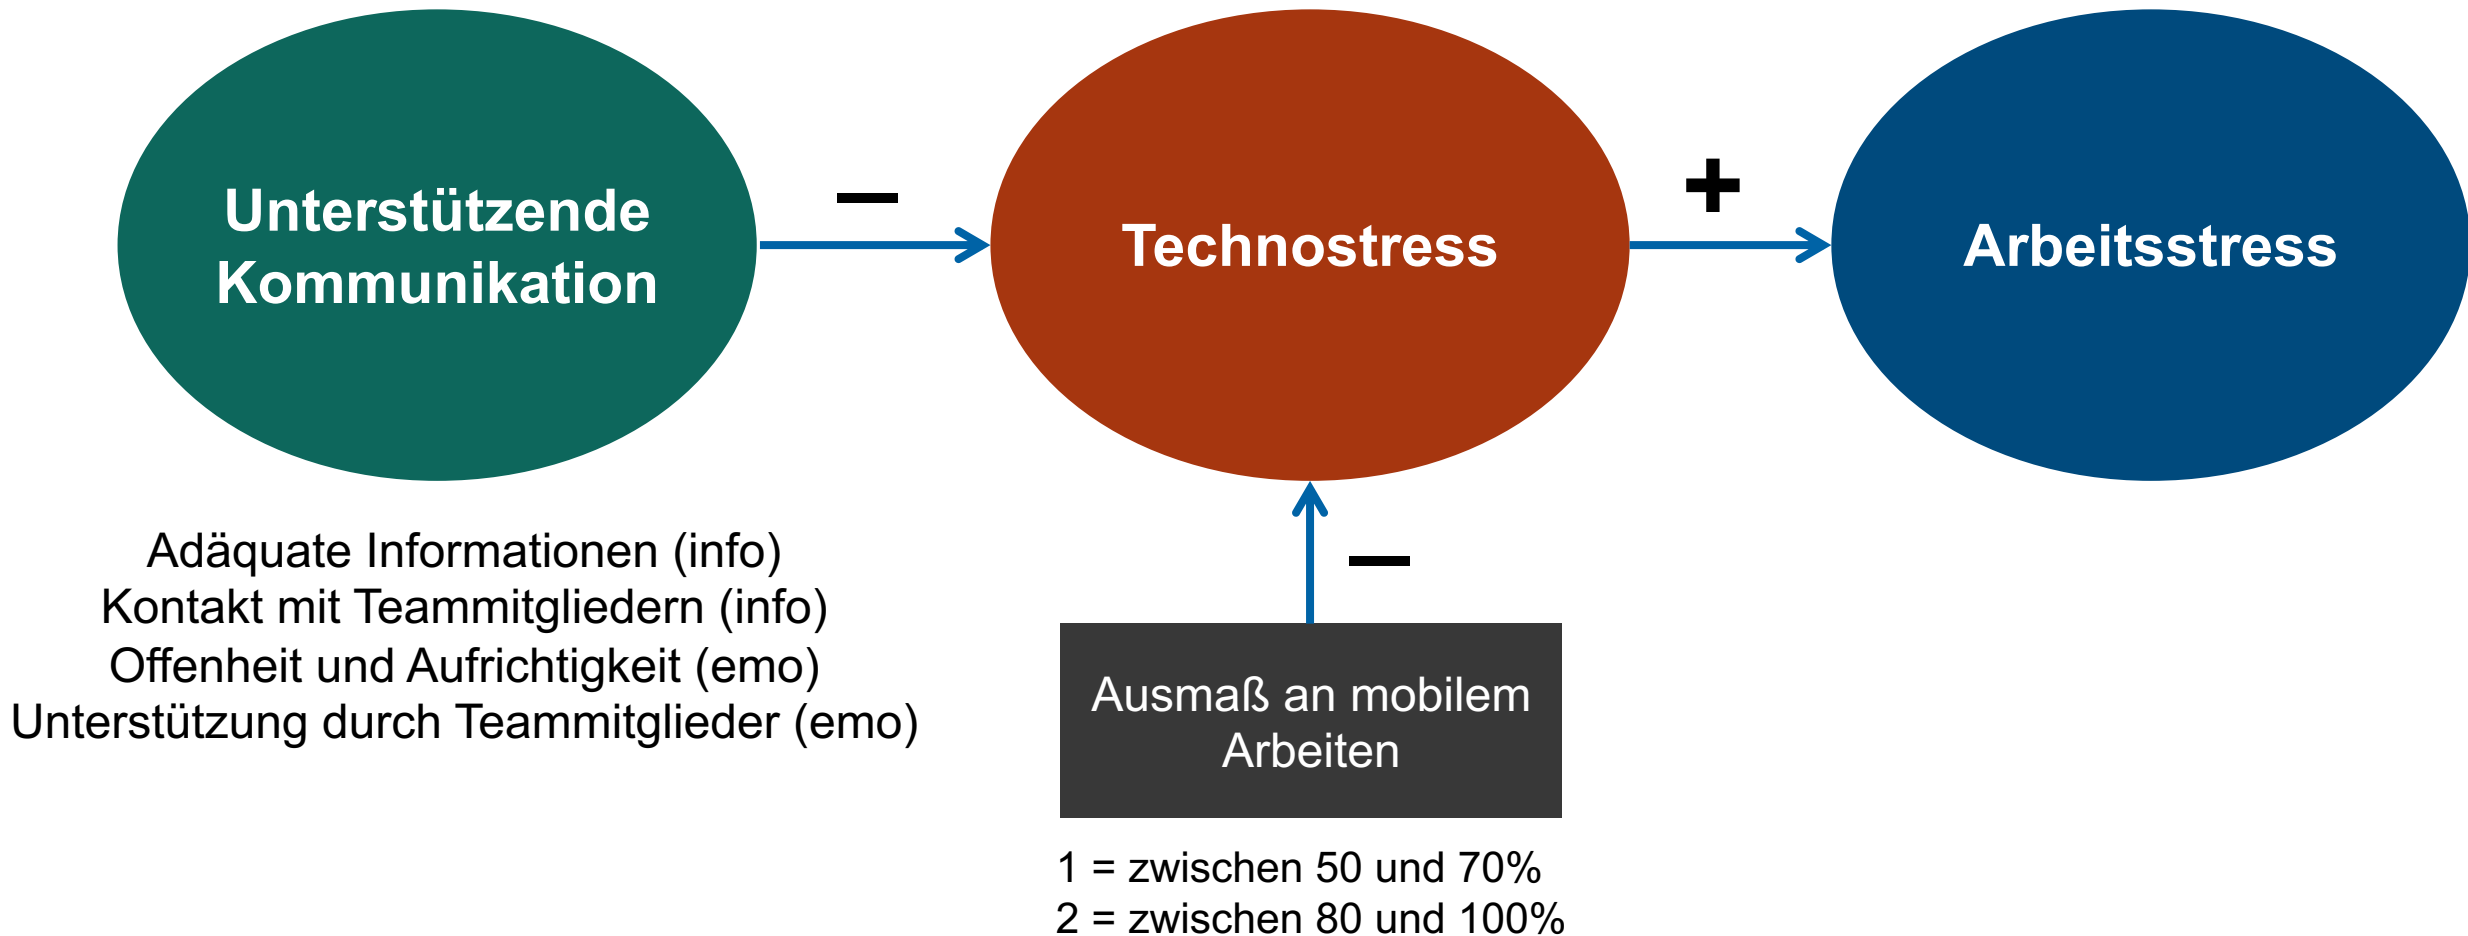 Unterstützende
Kommunikation
–
Technostress
+
Arbeitsstress
Adäquate Informationen (info)
Kontakt mit Teammitgliedern (info)
Offenheit und Aufrichtigkeit (emo)
Unterstützung durch Teammitglieder (emo)
–
Ausmaß an mobilem
Arbeiten
1 = zwischen 50 und 70%
2 = zwischen 80 und 100%